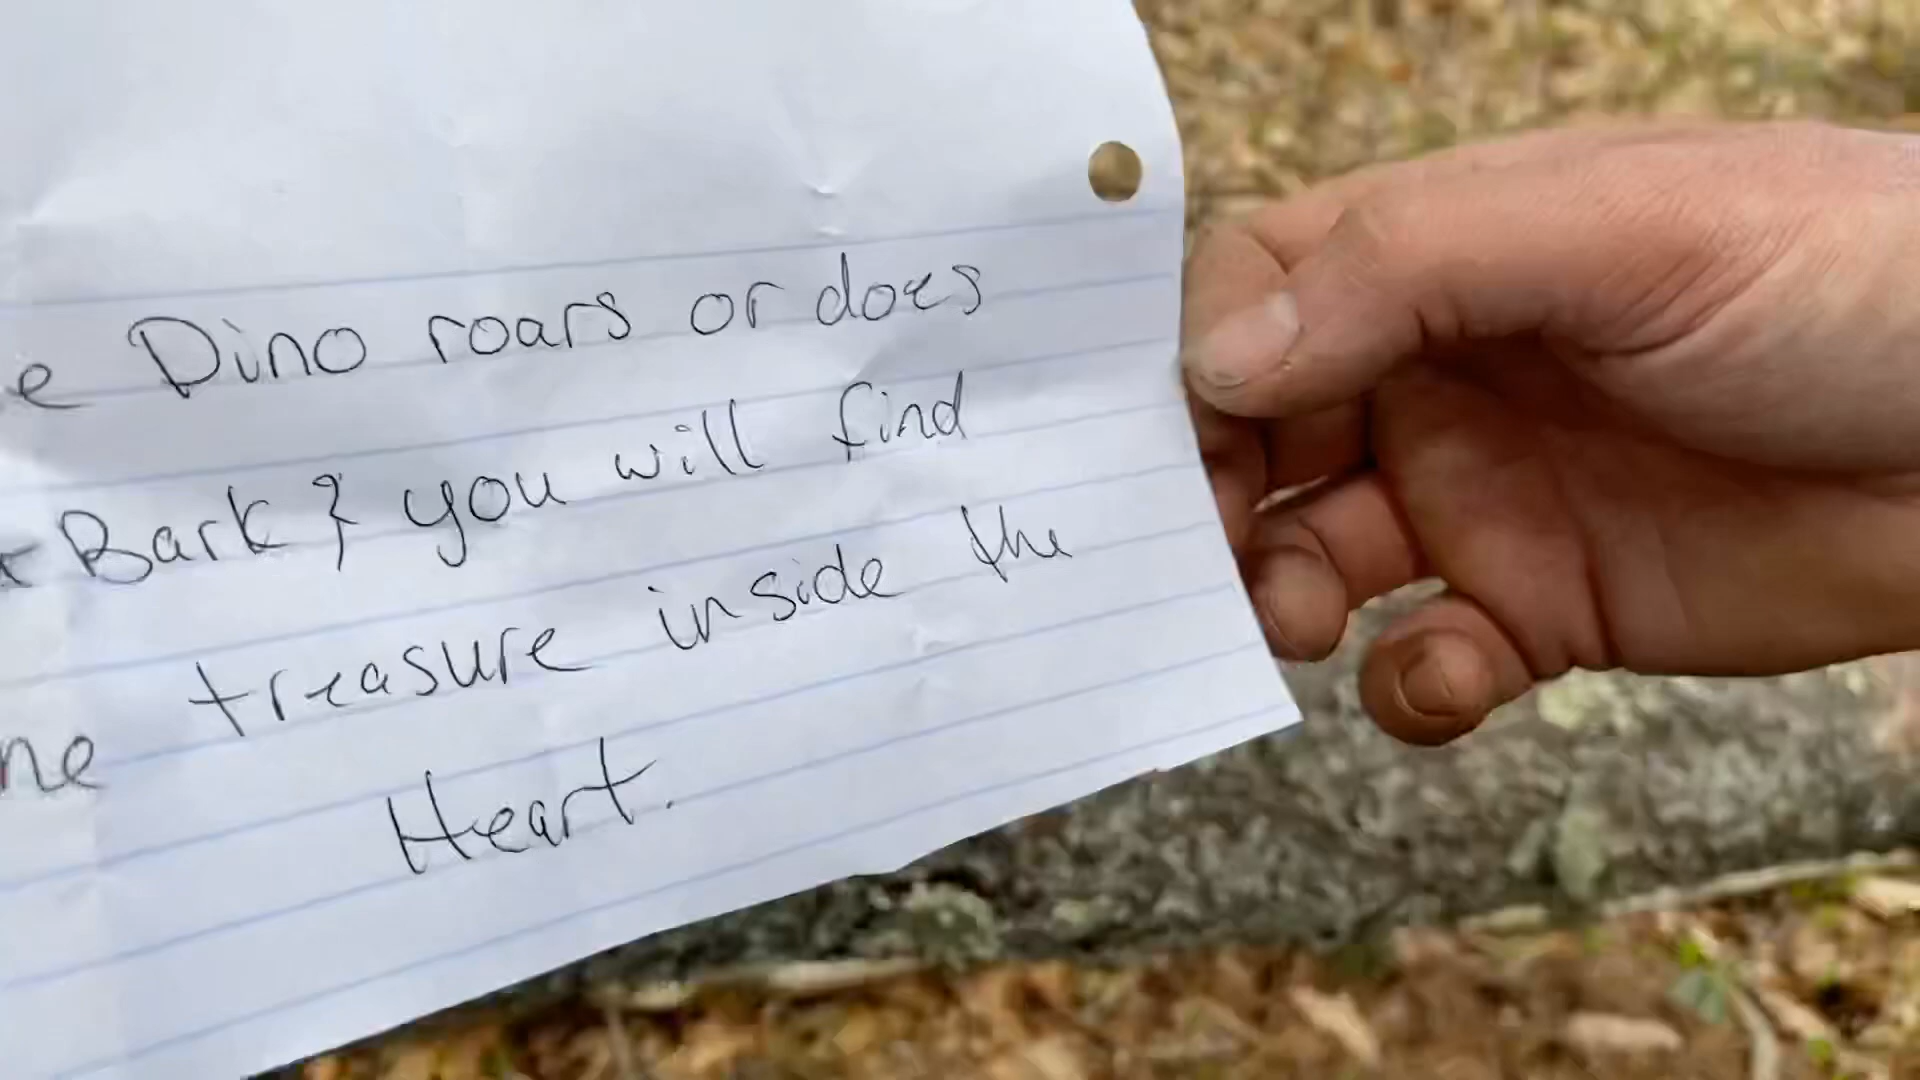 e Dino roars or does
Bark & you will find
treasure inside the
Heart.